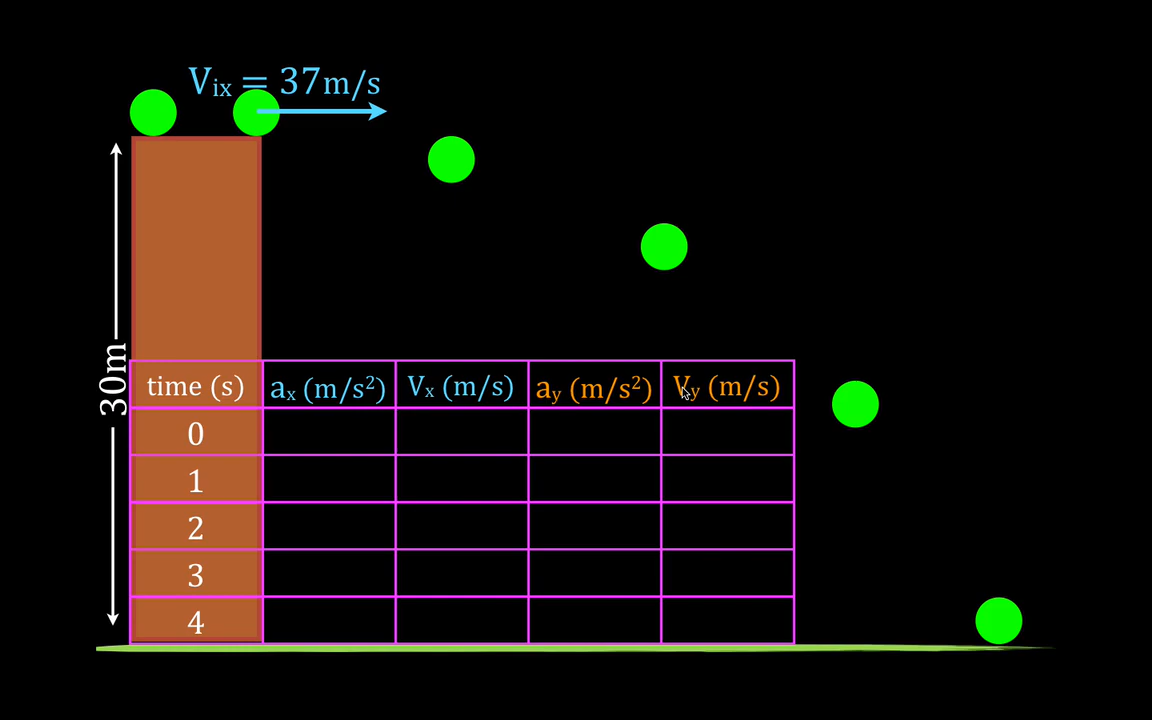 Vix = 37m/s
30m
time (s) ax (m/s²) Vx (m/s) ay (m/s²) Vy (m/s)
0
1
2
3
4